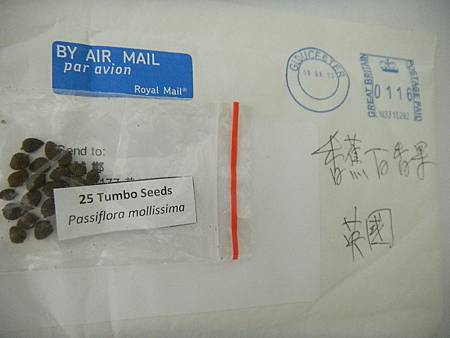 BY AIR MAIL
par avion
Royal Mail®
GLOUCESTER
GREAT BRITAIN
POSTAGE PAID
0116
end to:
25 Tumbo Seeds
Passiflora mollissima
香蕉百香果
英國